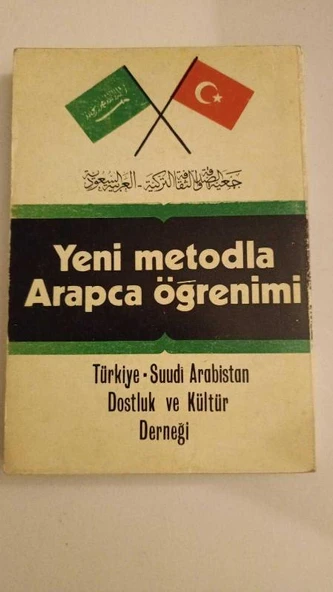 جمعية الصداقة والثقافة التركية - العربية السعودية
Yeni metodla
Arapca öğrenimi
Türkiye - Suudi Arabistan
Dostluk ve Kültür
Derneği